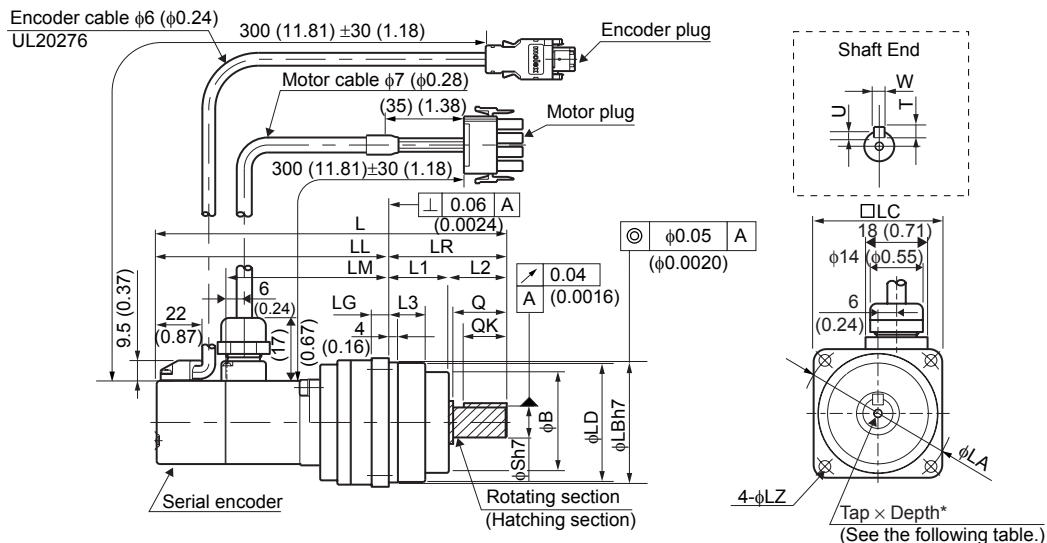 Encoder cable ϕ6 (ϕ0.24)
UL20276
300 (11.81) ±30 (1.18)
Encoder plug
molex
Motor cable ϕ7 (ϕ0.28)
(35) (1.38)
Motor plug
300 (11.81)±30 (1.18)
Shaft End
W
U
T
⊥ 0.06 A
(0.0024)
L
LL
LR
LM
L1
L2
◎ ϕ0.05 A
(ϕ0.0020)
↗ 0.04
A
(0.0016)
□LC
18 (0.71)
ϕ14 (ϕ0.55)
6
(0.24)
9.5 (0.37)
22
(0.87)
6
(0.24)
(17)
(0.67)
LG
L3
4
(0.16)
Q
QK
ϕSh7
ϕB
ϕLD
ϕLBh7
ϕLA
4-ϕLZ
Serial encoder
Rotating section
(Hatching section)
Tap × Depth*
(See the following table.)